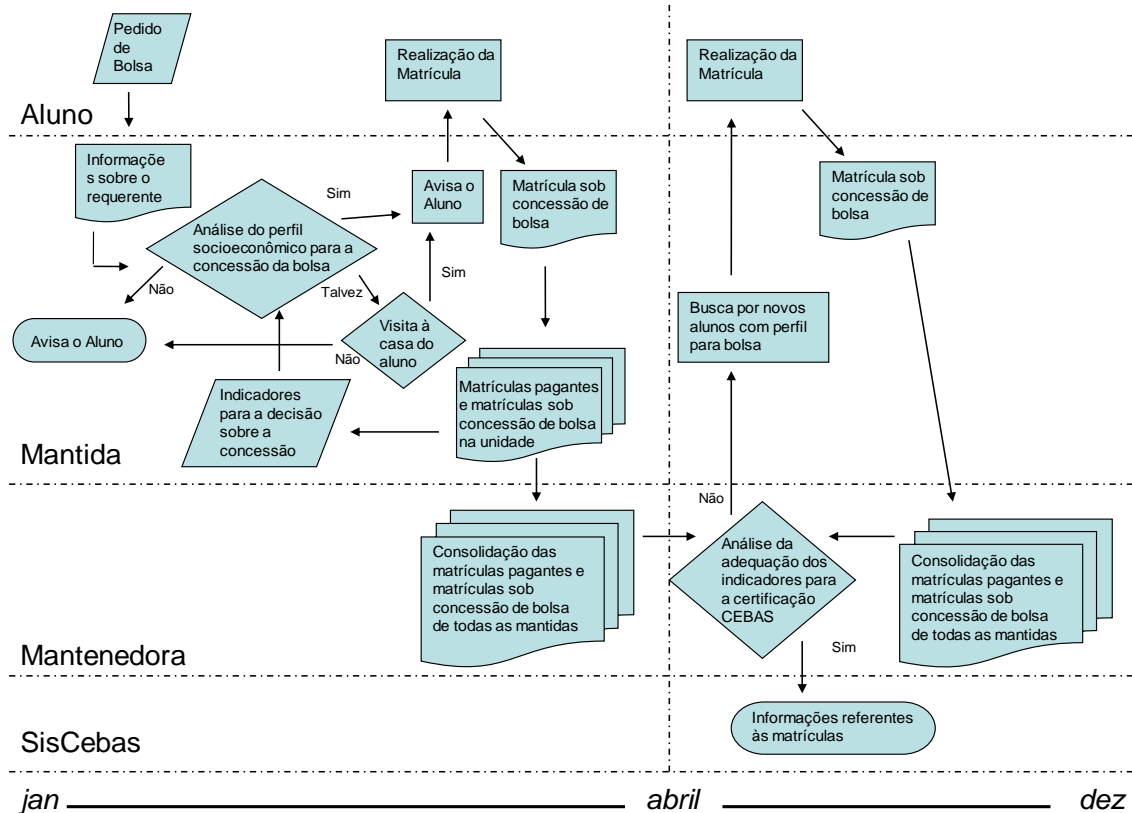 Pedido
de
Bolsa
Realização da
Matrícula
Realização da
Matrícula
Aluno
Informaçõe
s sobre o
requerente
Sim
Avisa o
Aluno
Matrícula sob
concessão de
bolsa
Matrícula sob
concessão de
bolsa
Análise do perfil
socioeconômico para a
concessão da bolsa
Sim
Não
Talvez
Avisa o Aluno
Visita à
casa do
aluno
Não
Busca por novos
alunos com perfil
para bolsa
Indicadores
para a decisão
sobre a
concessão
Matrículas pagantes
e matrículas sob
concessão de bolsa
na unidade
Mantida
Não
Consolidação das
matrículas pagantes e
matrículas sob
concessão de bolsa
de todas as mantidas
Análise da
adequação dos
indicadores para
a certificação
CEBAS
Consolidação das
matrículas pagantes e
matrículas sob
concessão de bolsa
de todas as mantidas
Mantenedora
Sim
Informações referentes
às matrículas
SisCebas
jan
abril
dez